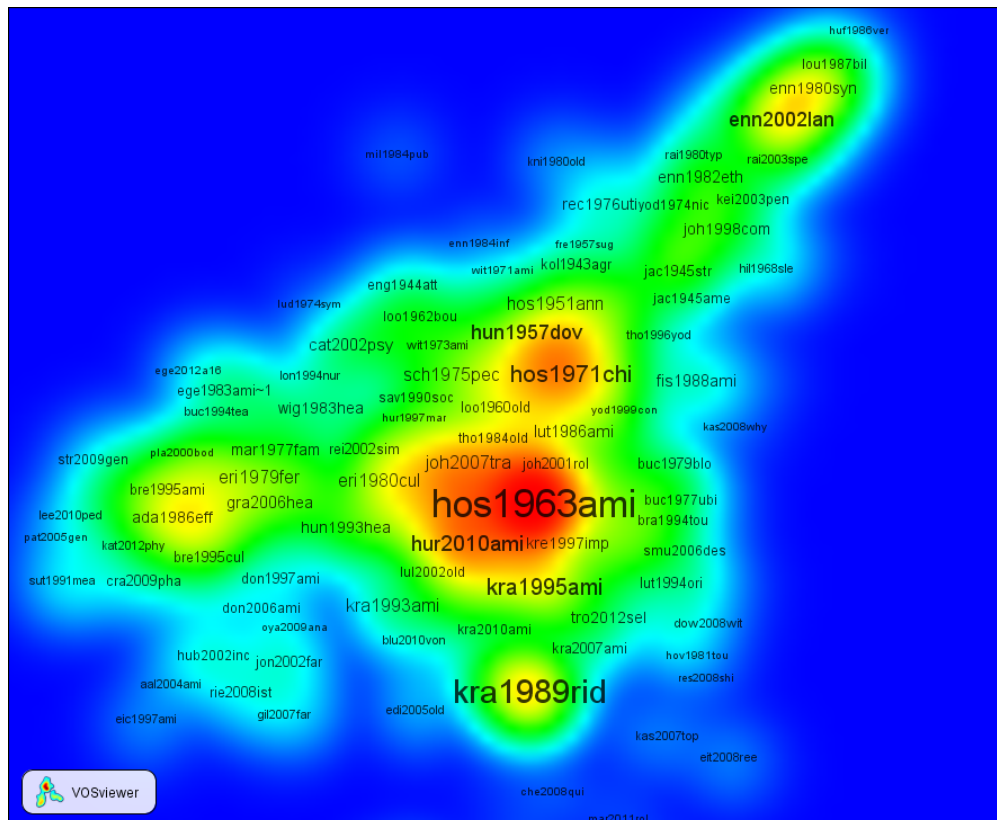 huf1986ver
lou1987bil
enn1980syn
enn2002lan
mil1984pub
kni1980old
rai1980typ
rai2003spe
enn1982eth
rec1976uti
yod1974nic
kei2003pen
joh1998com
enn1984inf
fre1957sug
wit1971ami
kol1943agr
jac1945str
hil1968sle
eng1944att
lud1974sym
hos1951ann
jac1945ame
loo1962bou
hun1957dov
tho1996yod
cat2002psy
wit1973ami
ege2012a16
lon1994nur
sch1975pec
hos1971chi
fis1988ami
ege1983ami~1
sav1990soc
buc1994tea
wig1983hea
loo1960old
yod1999con
hur1997mar
kas2008why
tho1984old
lut1986ami
pla2000bod
mar1977fam
rei2002sim
str2009gen
joh2007tra
joh2001rol
buc1979blo
eri1979fer
eri1980cul
bre1995ami
gra2006hea
hos1963ami
buc1977ubi
lee2010ped
ada1986eff
hun1993hea
bra1994tou
pat2005gen
kat2012phy
hur2010ami
kre1997imp
bre1995cul
smu2006des
sut1991mea
cra2009pha
don1997ami
lul2002old
kra1995ami
lut1994ori
don2006ami
kra1993ami
tro2012sel
dow2008wit
oya2009ana
blu2010von
kra2010ami
kra2007ami
hub2002inc
jon2002far
hov1981tou
aal2004ami
rie2008ist
kra1989rid
res2008shi
eic1997ami
gil2007far
edi2005old
kas2007top
eit2008ree
VOSviewer
che2008qui
mar2011rol